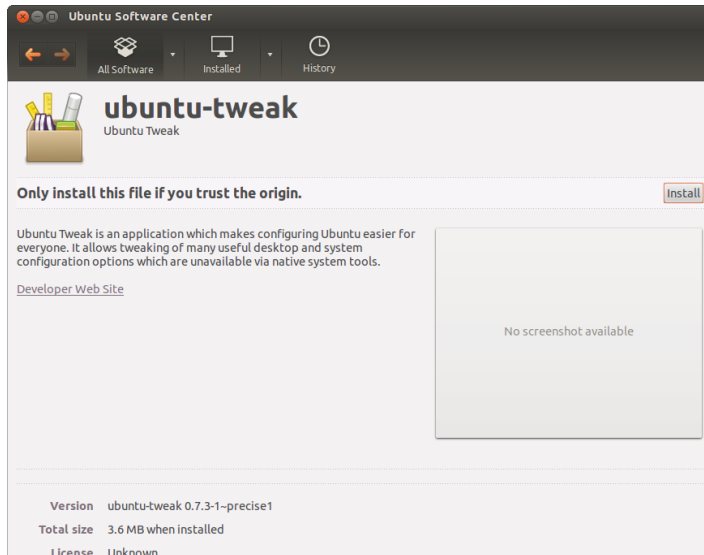 Ubuntu Software Center
All Software
Installed
History
ubuntu-tweak
Ubuntu Tweak
Only install this file if you trust the origin.
Install
Ubuntu Tweak is an application which makes configuring Ubuntu easier for
everyone. It allows tweaking of many useful desktop and system
configuration options which are unavailable via native system tools.
Developer Web Site
No screenshot available
Version ubuntu-tweak 0.7.3-1~precise1
Total size 3.6 MB when installed
License Unknown